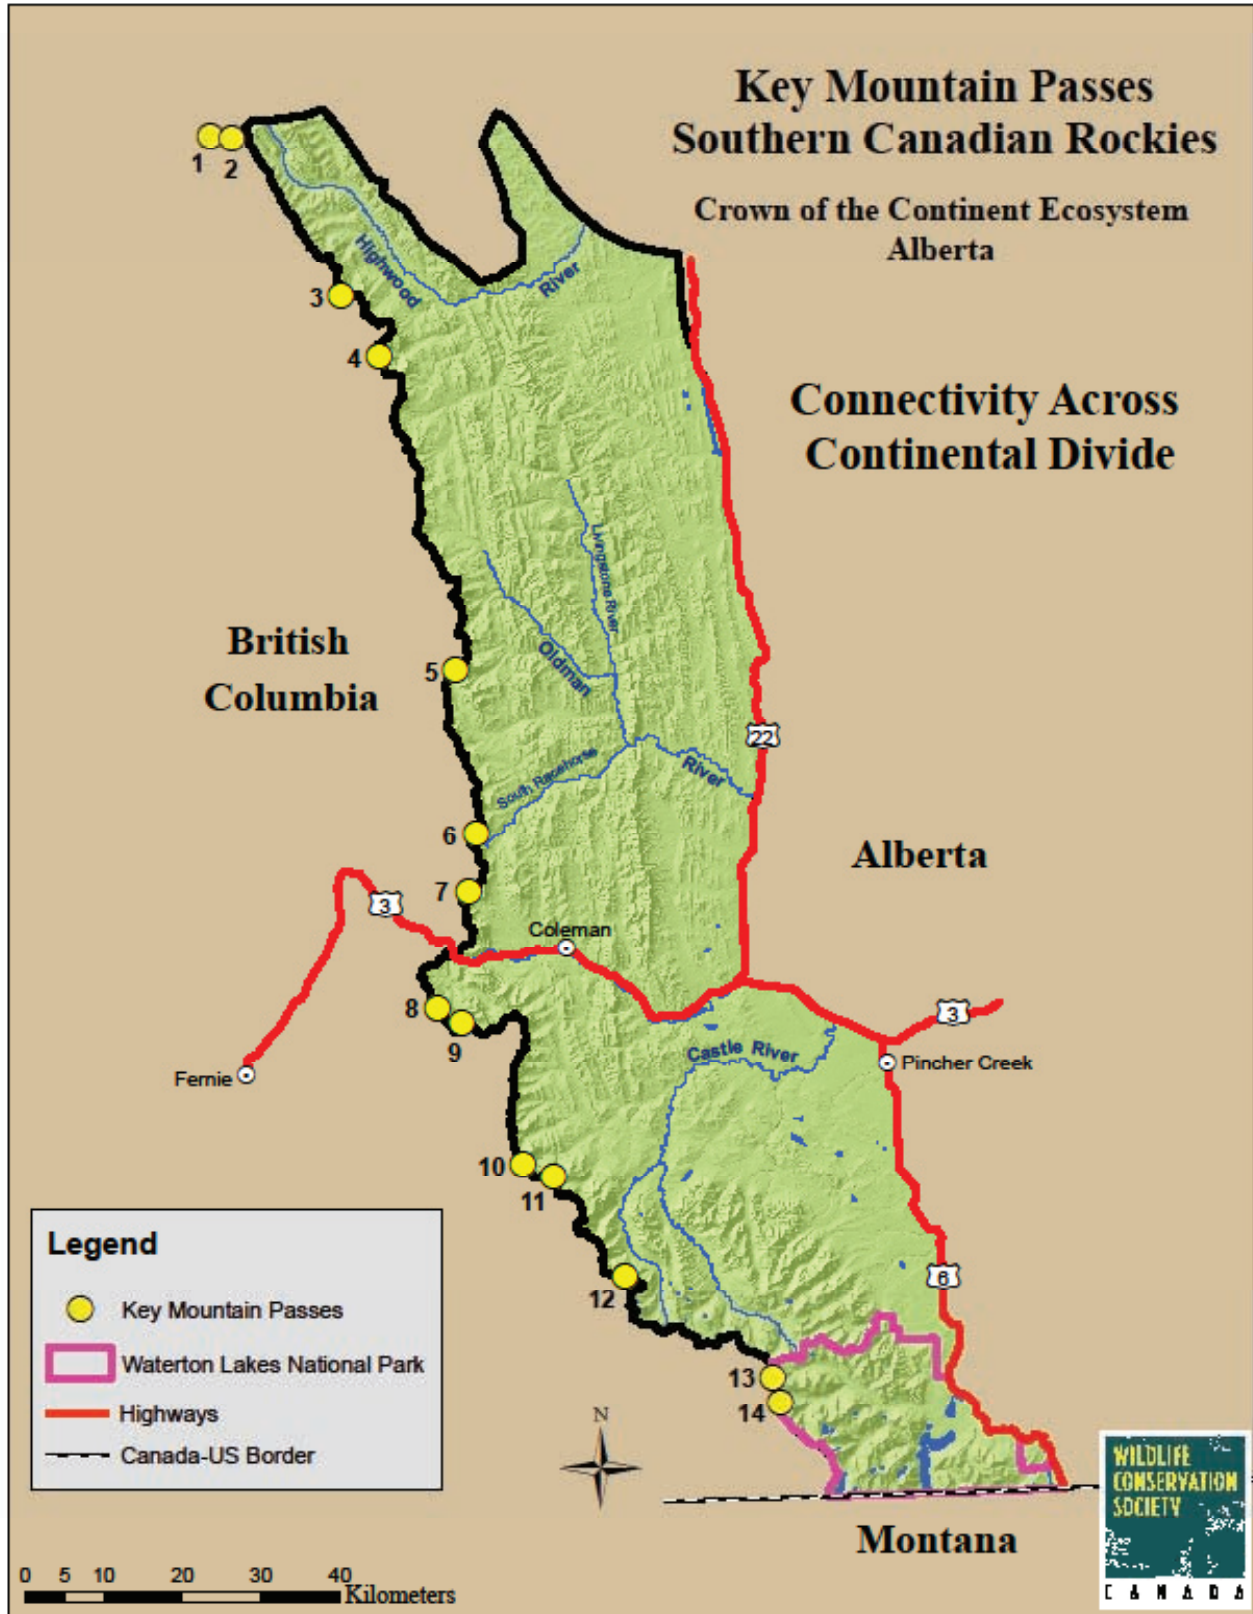 Key Mountain Passes
Southern Canadian Rockies
Crown of the Continent Ecosystem
Alberta
1
2
Highwood
River
3
4
Connectivity Across
Continental Divide
Livingstone River
British
Columbia
5
Oldman
22
South Racehorse
River
6
Alberta
7
3
Coleman
8
9
3
Castle River
Fernie
Pincher Creek
10
11
12
6
Legend
Key Mountain Passes
Waterton Lakes National Park
Highways
Canada-US Border
13
14
N
WILDLIFE
CONSERVATION
SOCIETY
CANADA
Montana
0 5 10 20 30 40
Kilometers